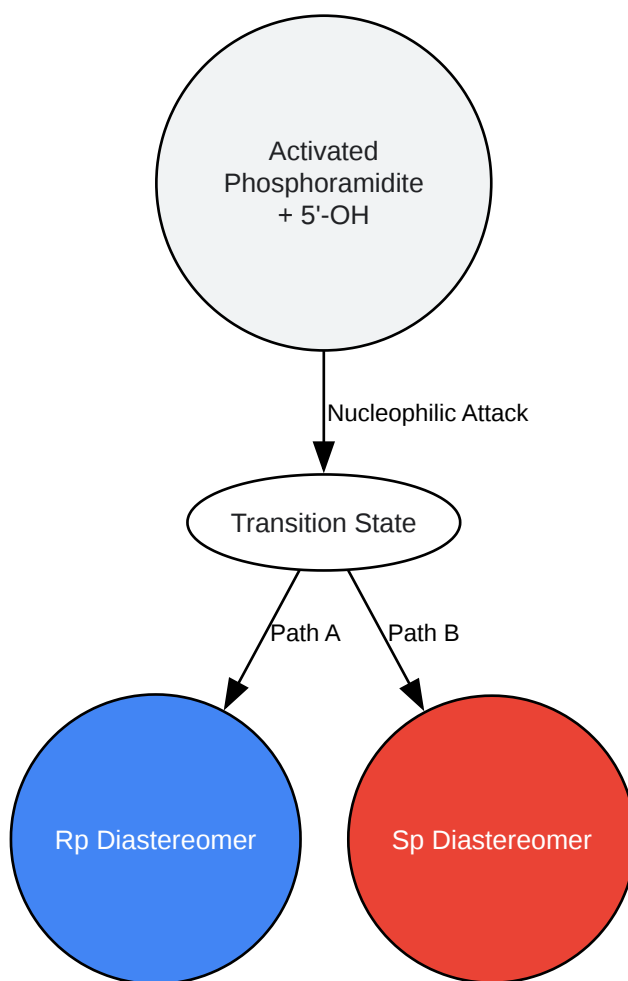 Activated
Phosphoramidite
+ 5'-OH
Nucleophilic Attack
Transition State
Path A
Path B
Rp Diastereomer
Sp Diastereomer